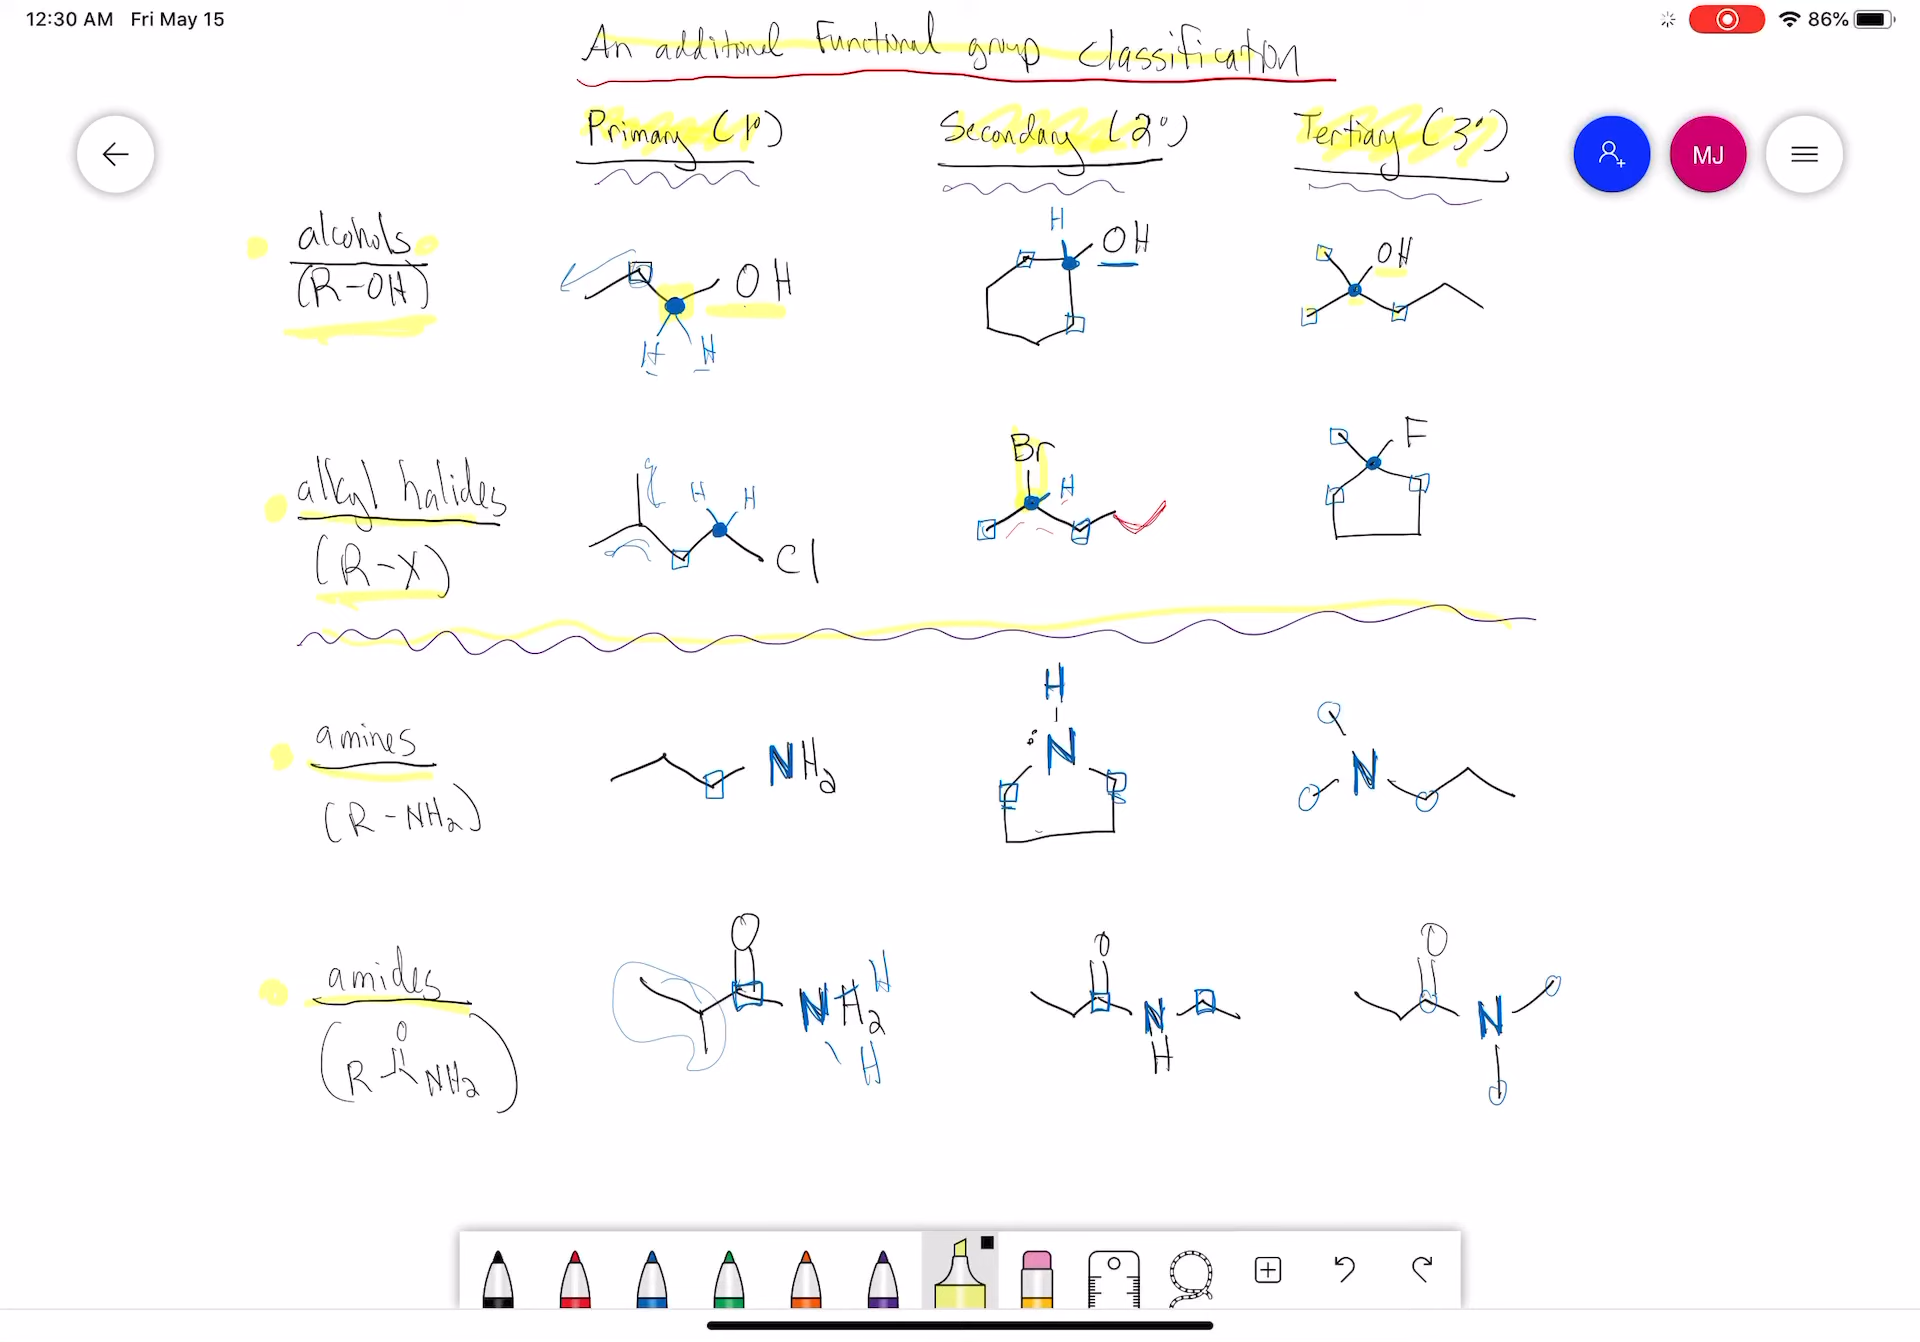 12:30 AM Fri May 15
86%
An additional Functional group classification
Primary (1°) Secondary (2°) Tertiary (3°)
MJ
alcohols
(R-OH)
OH
H H
H
OH
OH
alkyl halides
(R-X)
H H
Cl
Br
H
F
amines
(R-NH2)
NH2
H
N
N
amides
(R O NH2)
O
NH2
H
H
O
N
H
O
N